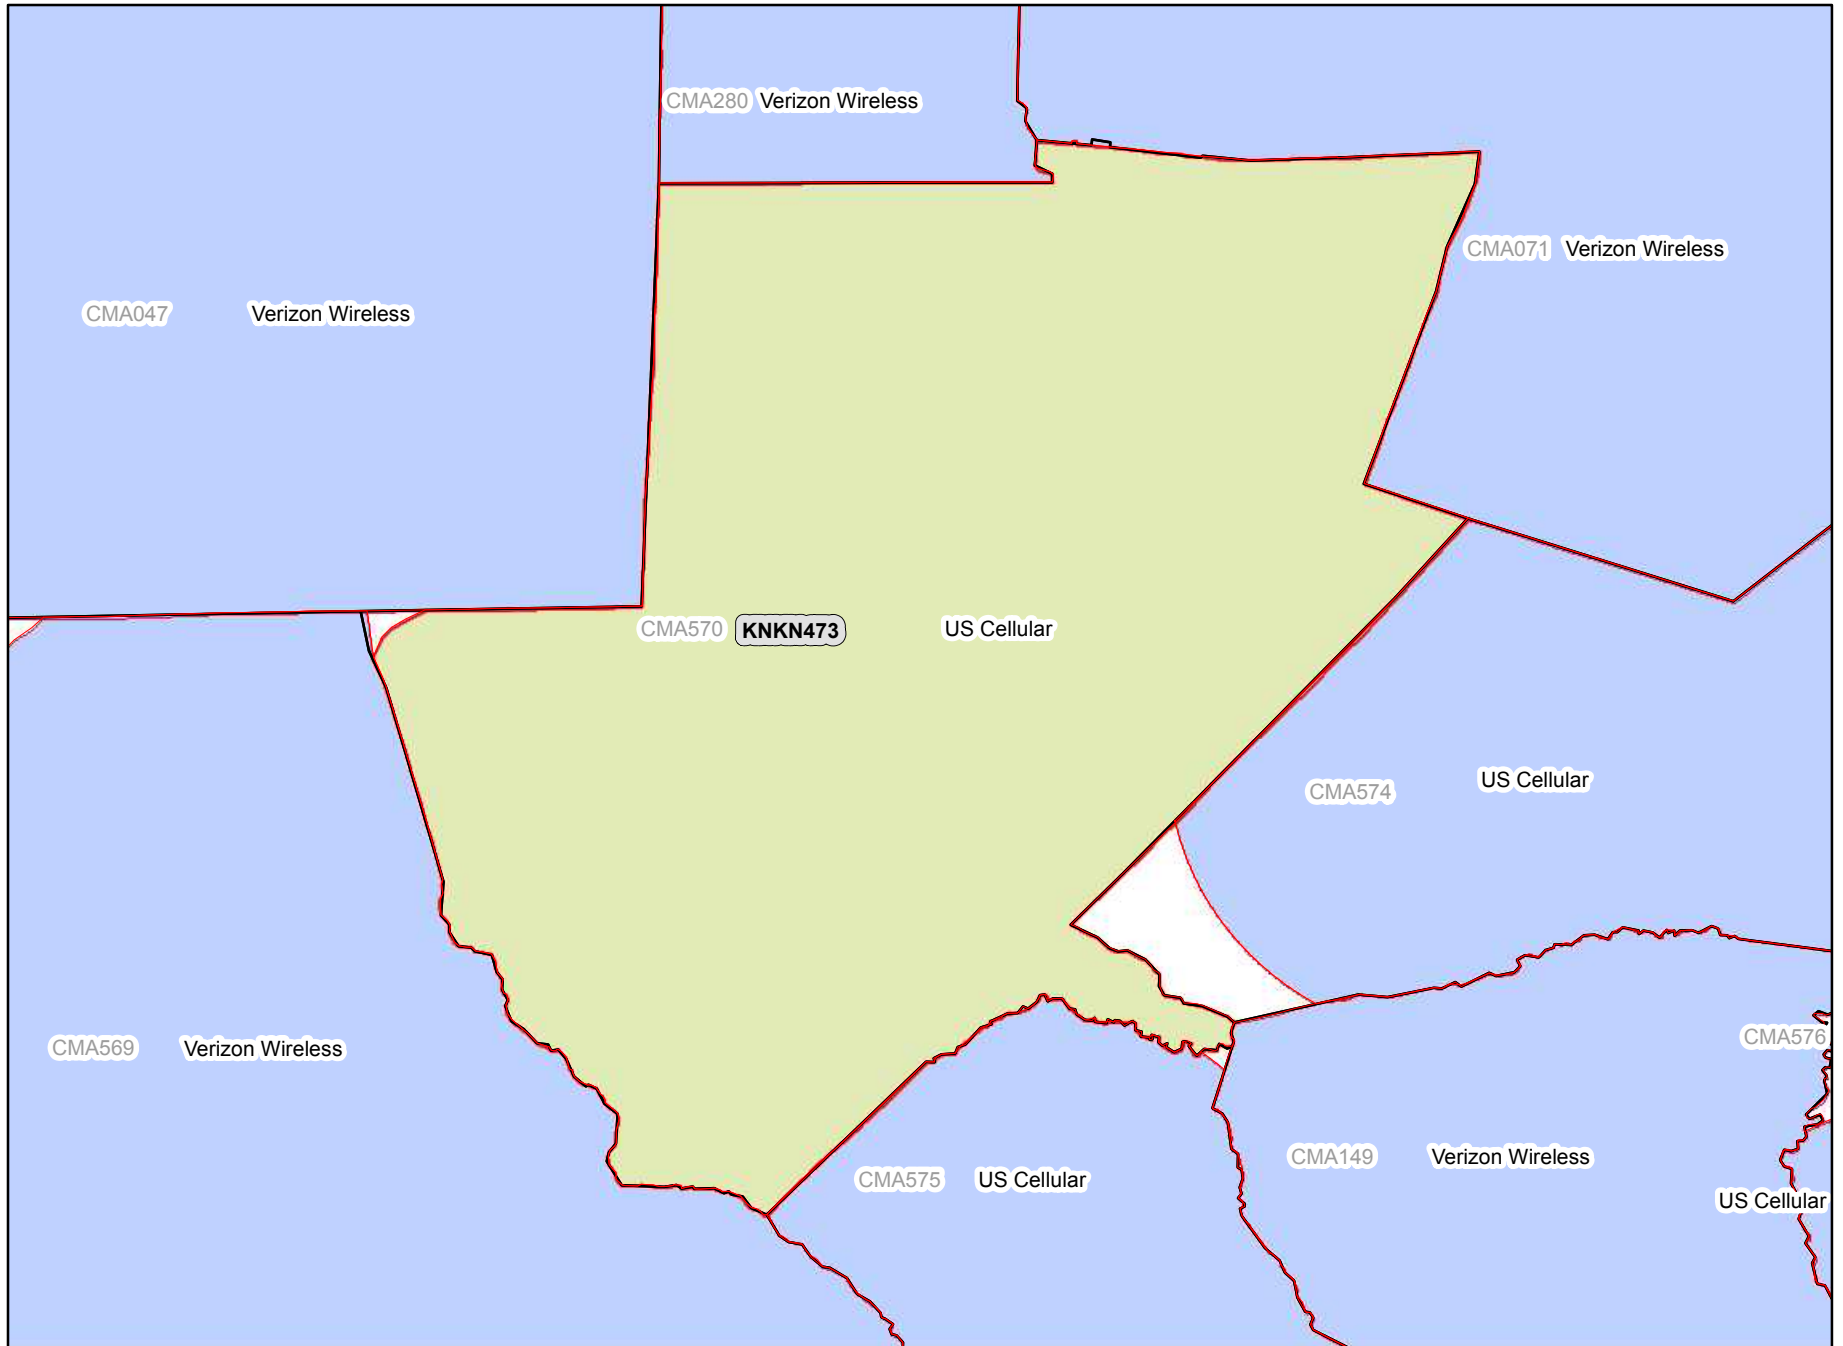 CMA280 Verizon Wireless
CMA071 Verizon Wireless
CMA047 Verizon Wireless
CMA570 KNKN473 US Cellular
CMA574 US Cellular
CMA576
CMA569 Verizon Wireless
CMA149 Verizon Wireless
CMA575 US Cellular
US Cellular